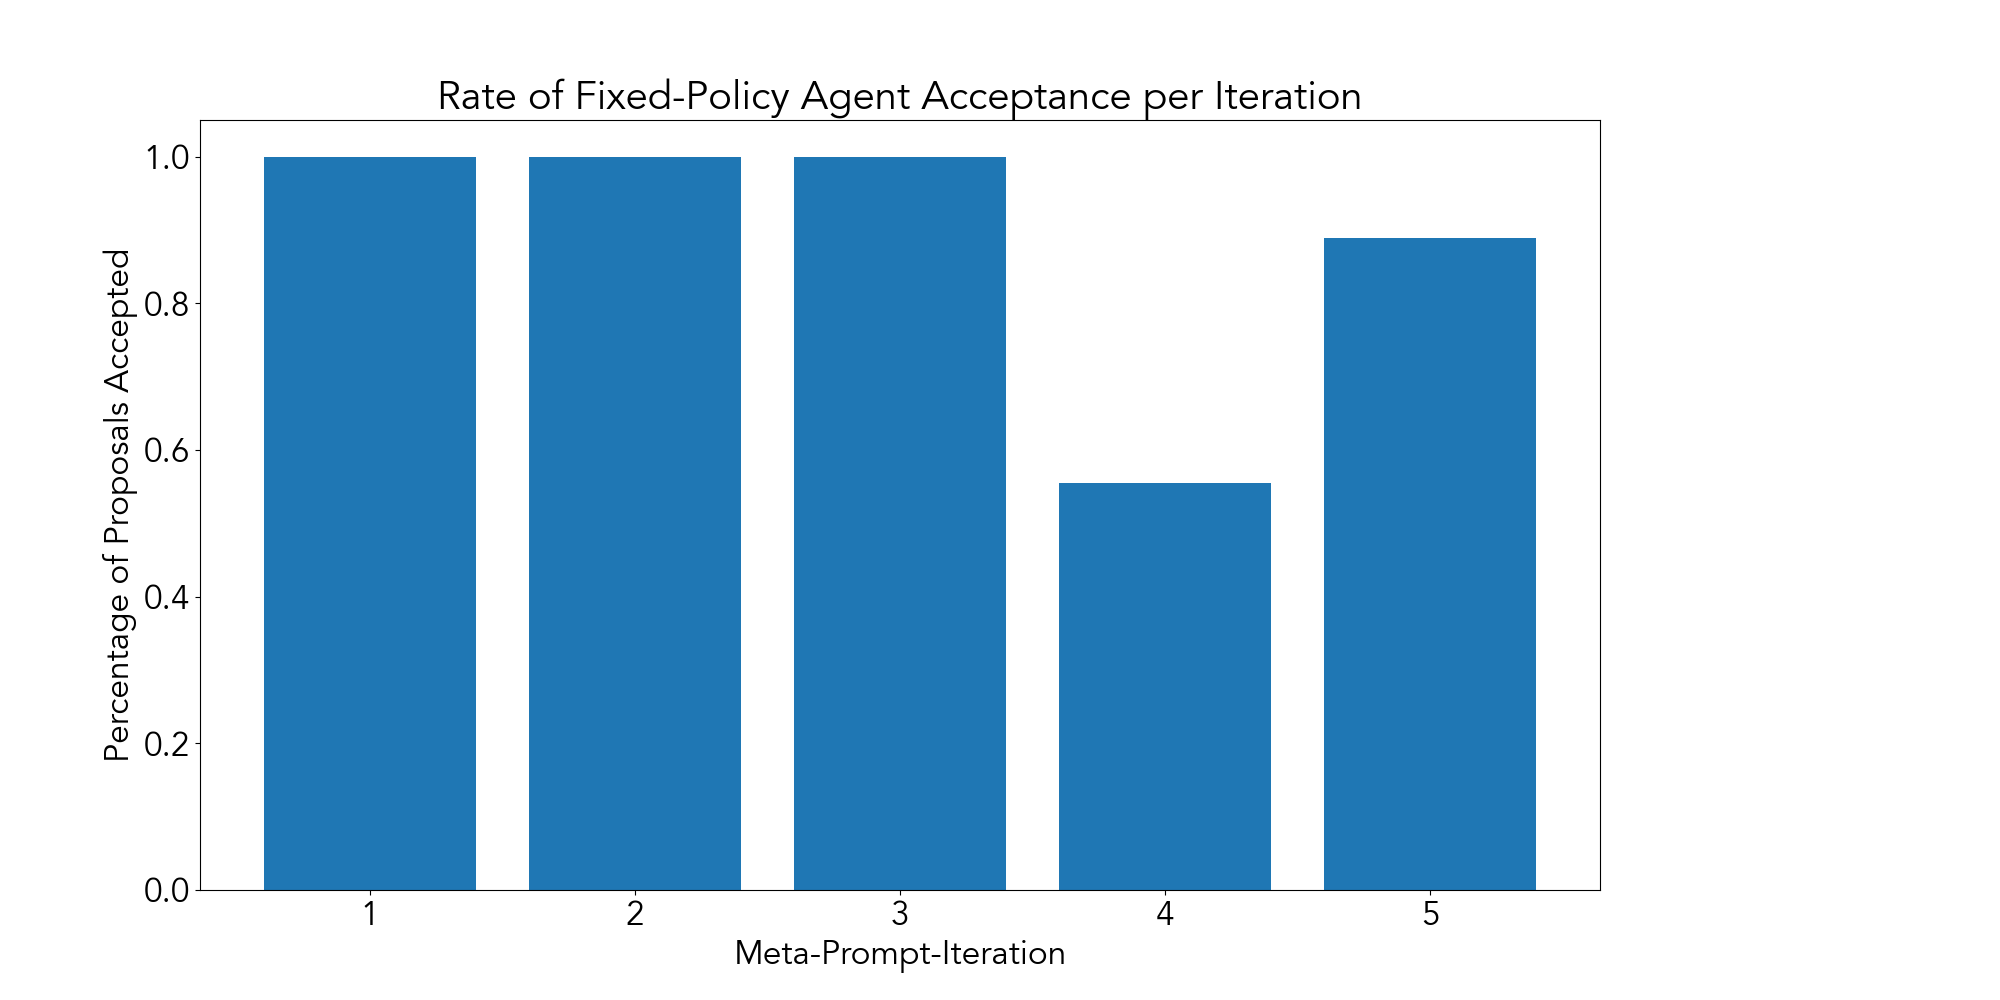 Rate of Fixed-Policy Agent Acceptance per Iteration
Percentage of Proposals Accepted
1.0
0.8
0.6
0.4
0.2
0.0
1 2 3 4 5
Meta-Prompt-Iteration